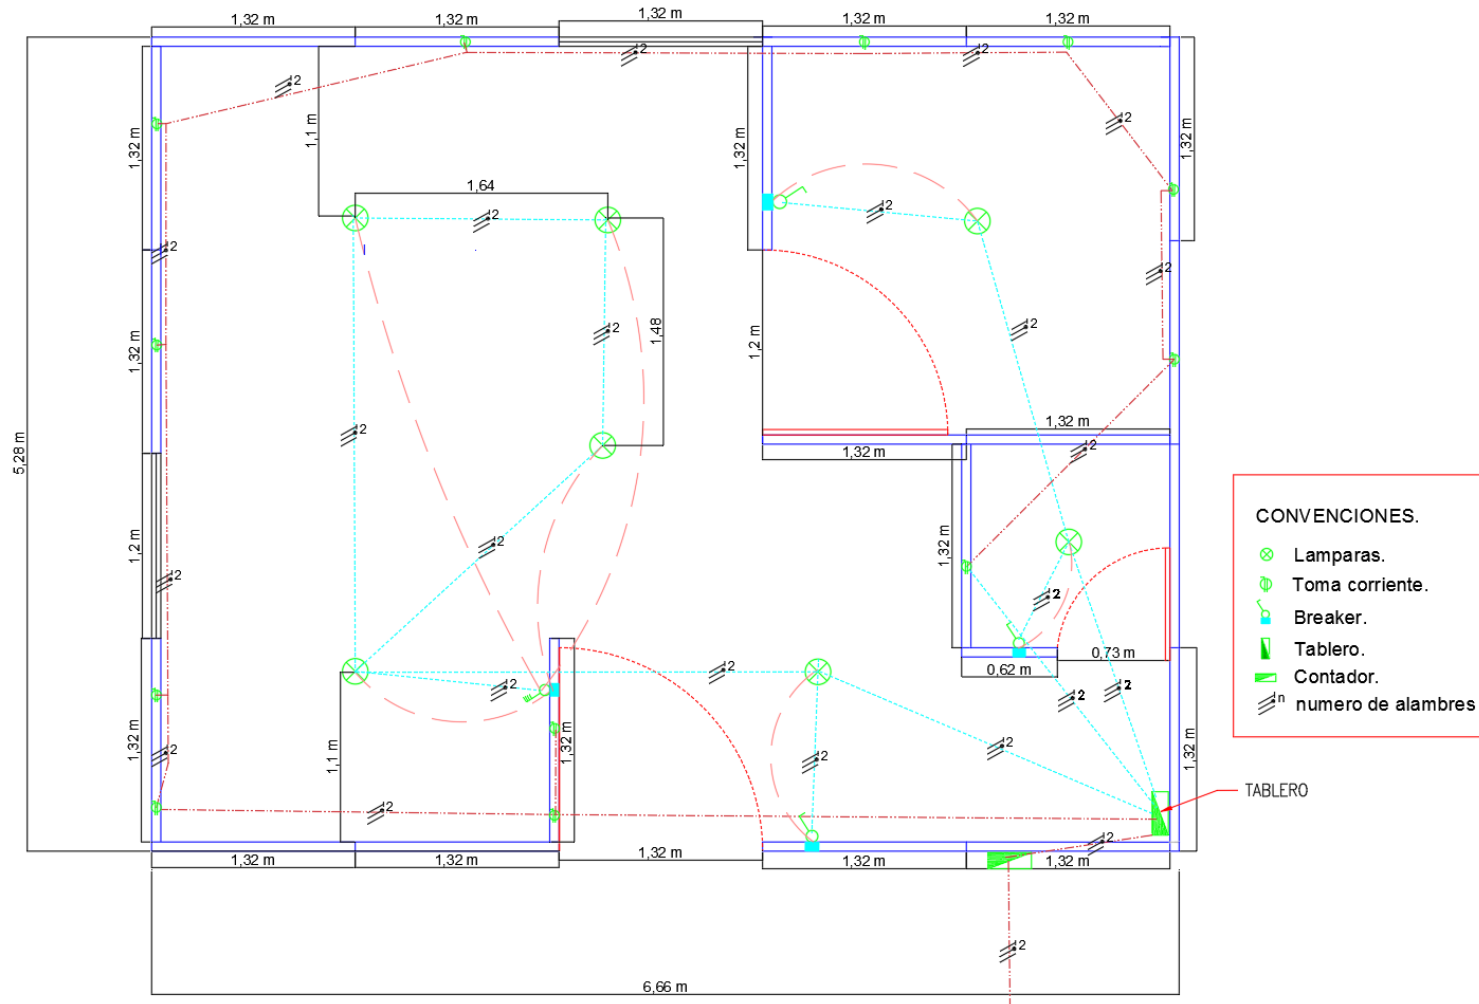 1,32 m
1,32 m
1,32 m
1,32 m
1,32 m
2
2
2
2
1,32 m
1,1 m
1,32 m
1,32 m
1,64
2
2
2
2
2
1,32 m
2
2
1,48
1,2 m
5,28 m
2
1,32 m
1,32 m
2
2
1,2 m
2
1,32 m
2
0,62 m
0,73 m
2
2
2
2
1,32 m
1,1 m
1,32 m
2
2
2
1,32 m
2
2
1,32 m
1,32 m
1,32 m
1,32 m
1,32 m
2
6,66 m
CONVENCIONES.
Lamparas.
Toma corriente.
Breaker.
Tablero.
Contador.
n numero de alambres
TABLERO